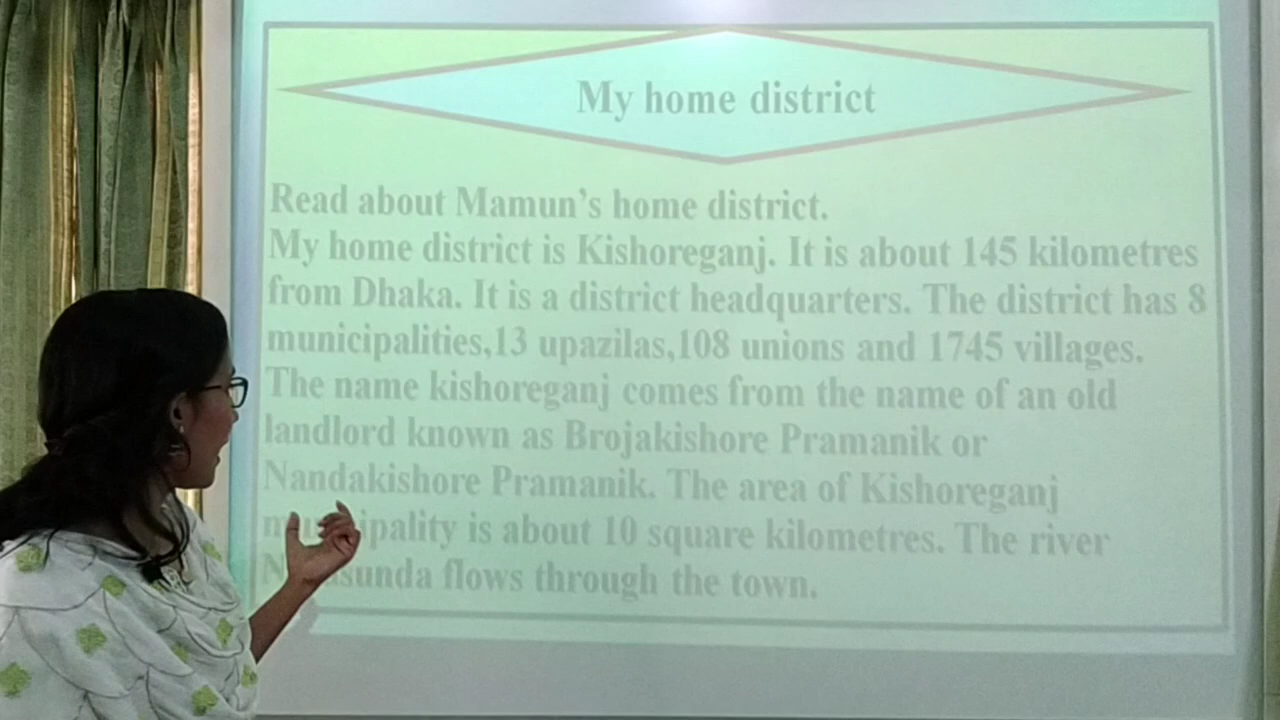 My home district
Read about Mamun's home district.
My home district is Kishoreganj. It is about 145 kilometres
from Dhaka. It is a district headquarters. The district has 8
municipalities,13 upazilas,108 unions and 1745 villages.
The name kishoreganj comes from the name of an old
landlord known as Brojakishore Pramanik or
Nandakishore Pramanik. The area of Kishoreganj
municipality is about 10 square kilometres. The river
flows through the town.